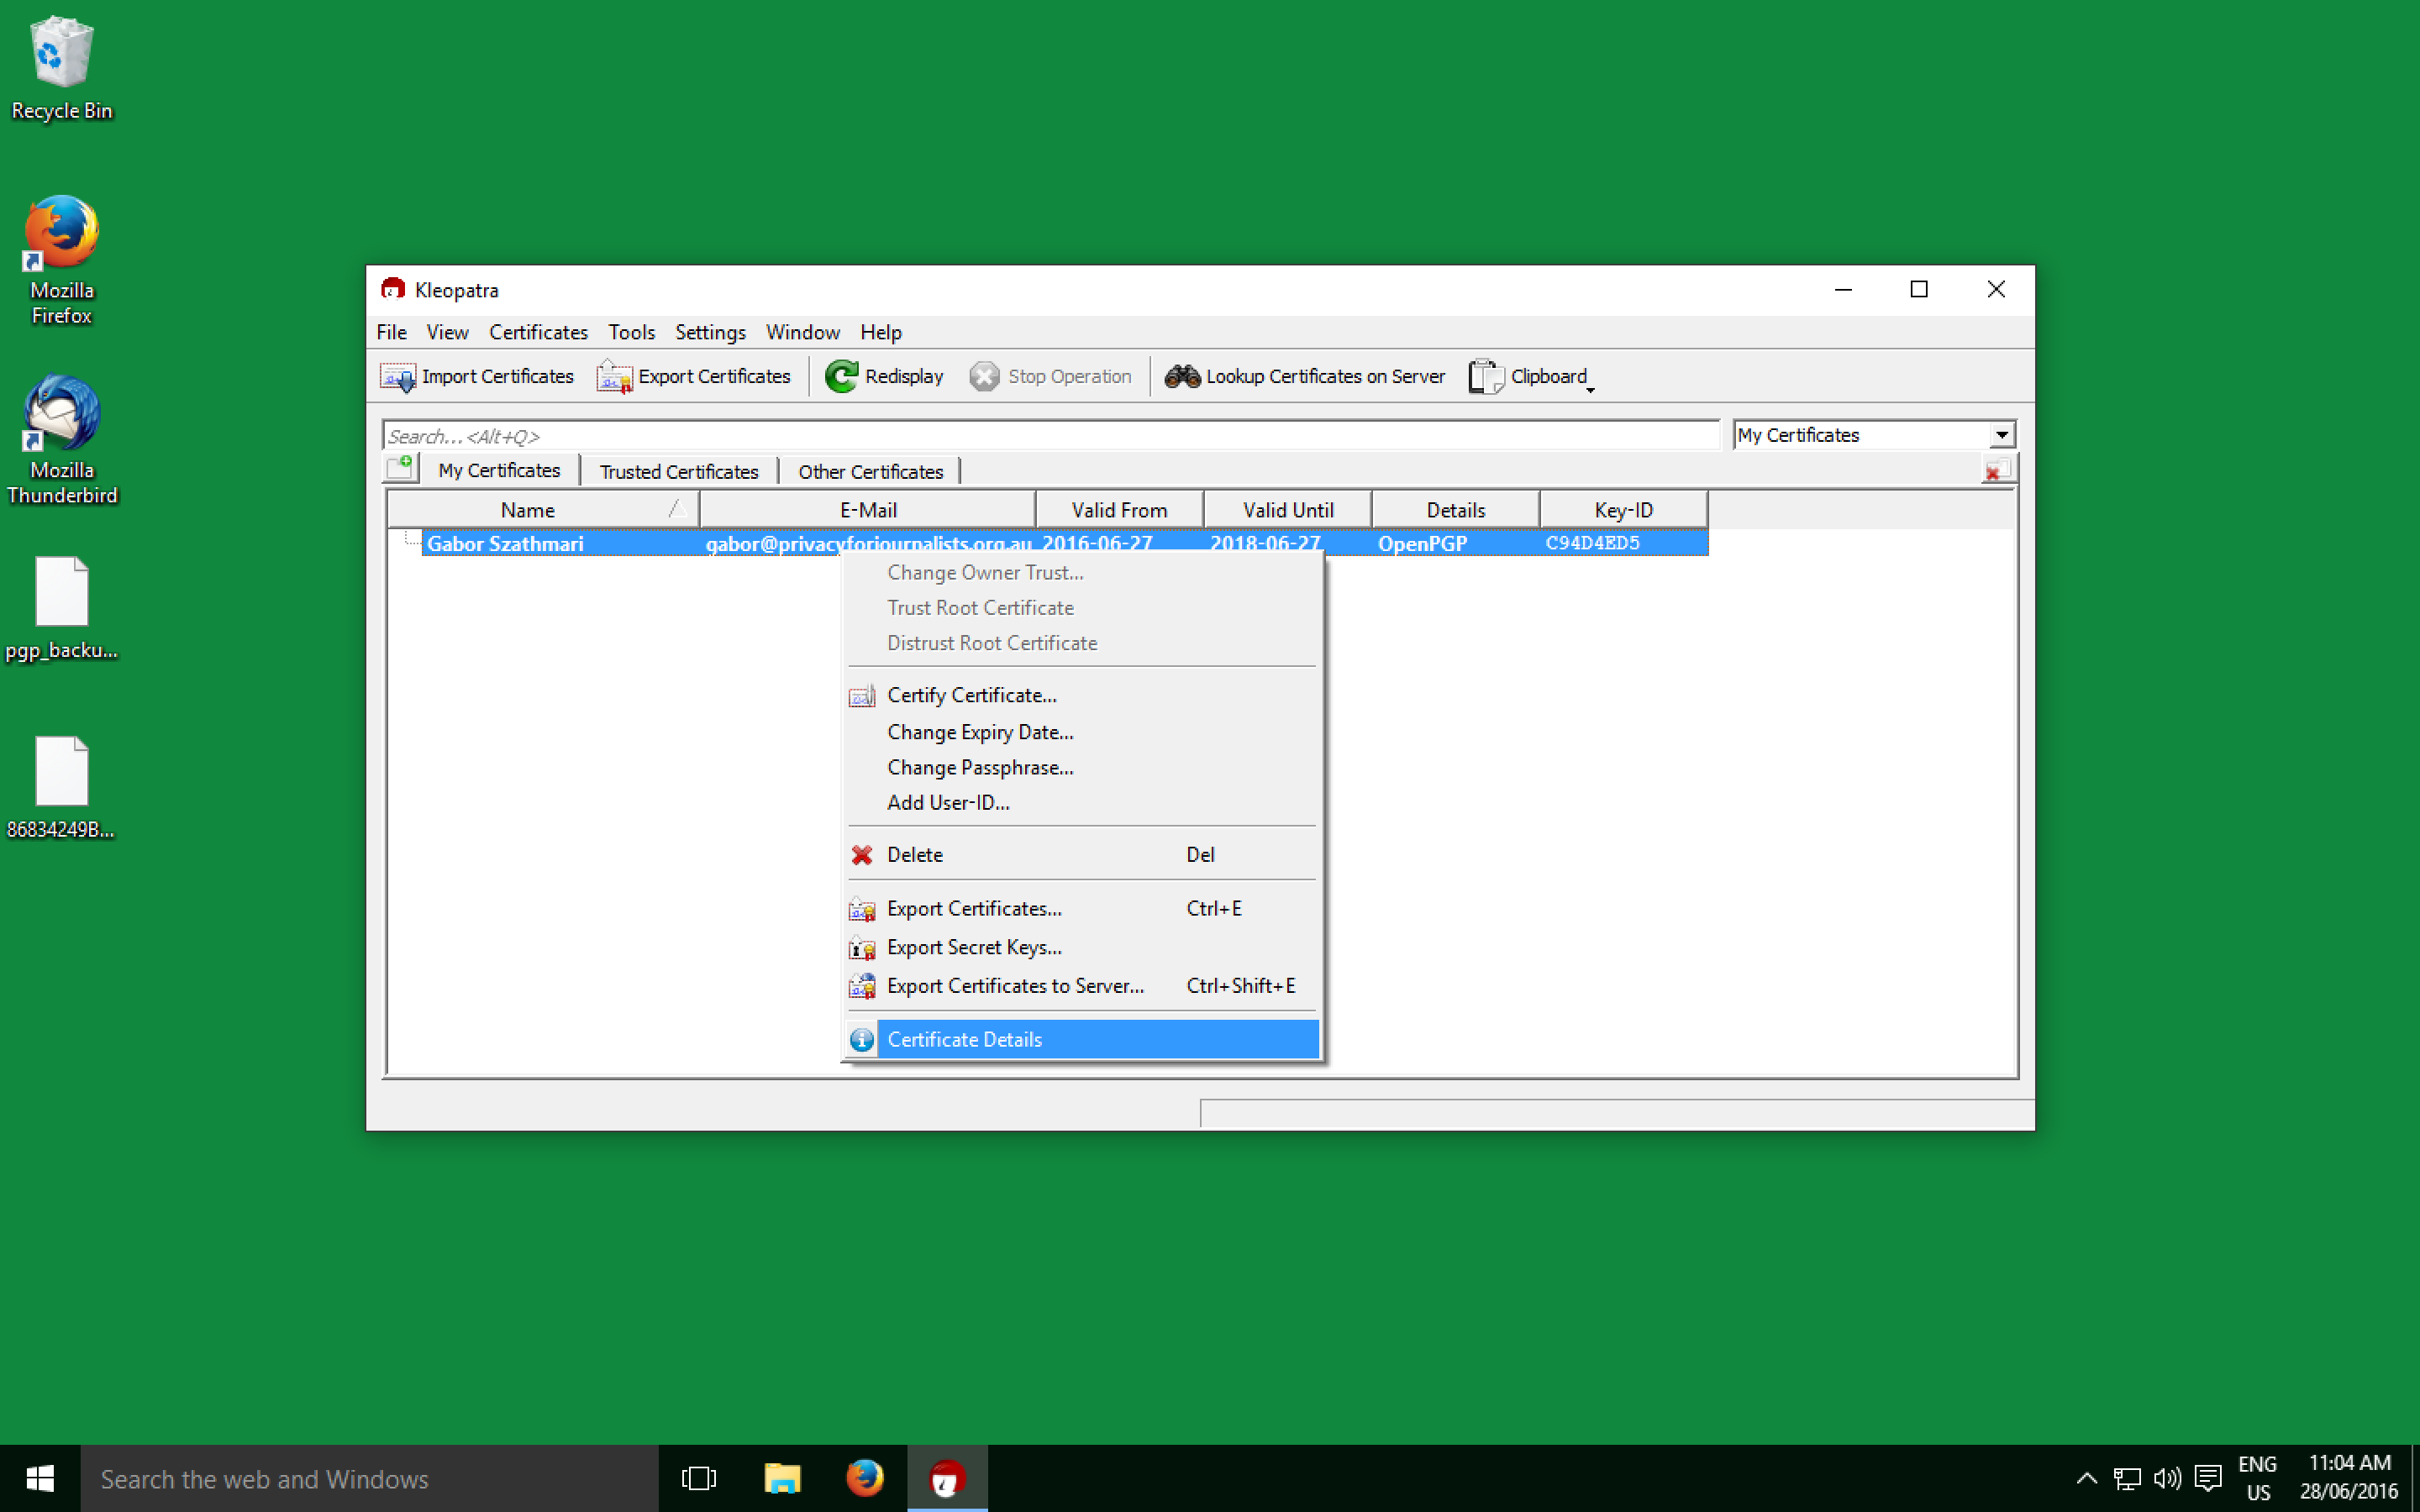 Recycle Bin
Mozilla
Firefox
Mozilla
Thunderbird
pgp_backu...
86834249B...
Kleopatra
File View Certificates Tools Settings Window Help
Import Certificates Export Certificates Redisplay Stop Operation Lookup Certificates on Server Clipboard
Search...<Alt+Q> My Certificates
My Certificates Trusted Certificates Other Certificates
Name E-Mail Valid From Valid Until Details Key-ID
Gabor Szathmari gabor@privacyforjournalists.org.au 2016-06-27 2018-06-27 OpenPGP C94D4ED5
Change Owner Trust...
Trust Root Certificate
Distrust Root Certificate
Certify Certificate...
Change Expiry Date...
Change Passphrase...
Add User-ID...
Delete Del
Export Certificates... Ctrl+E
Export Secret Keys...
Export Certificates to Server... Ctrl+Shift+E
Certificate Details
Search the web and Windows
ENG
US
11:04 AM
28/06/2016